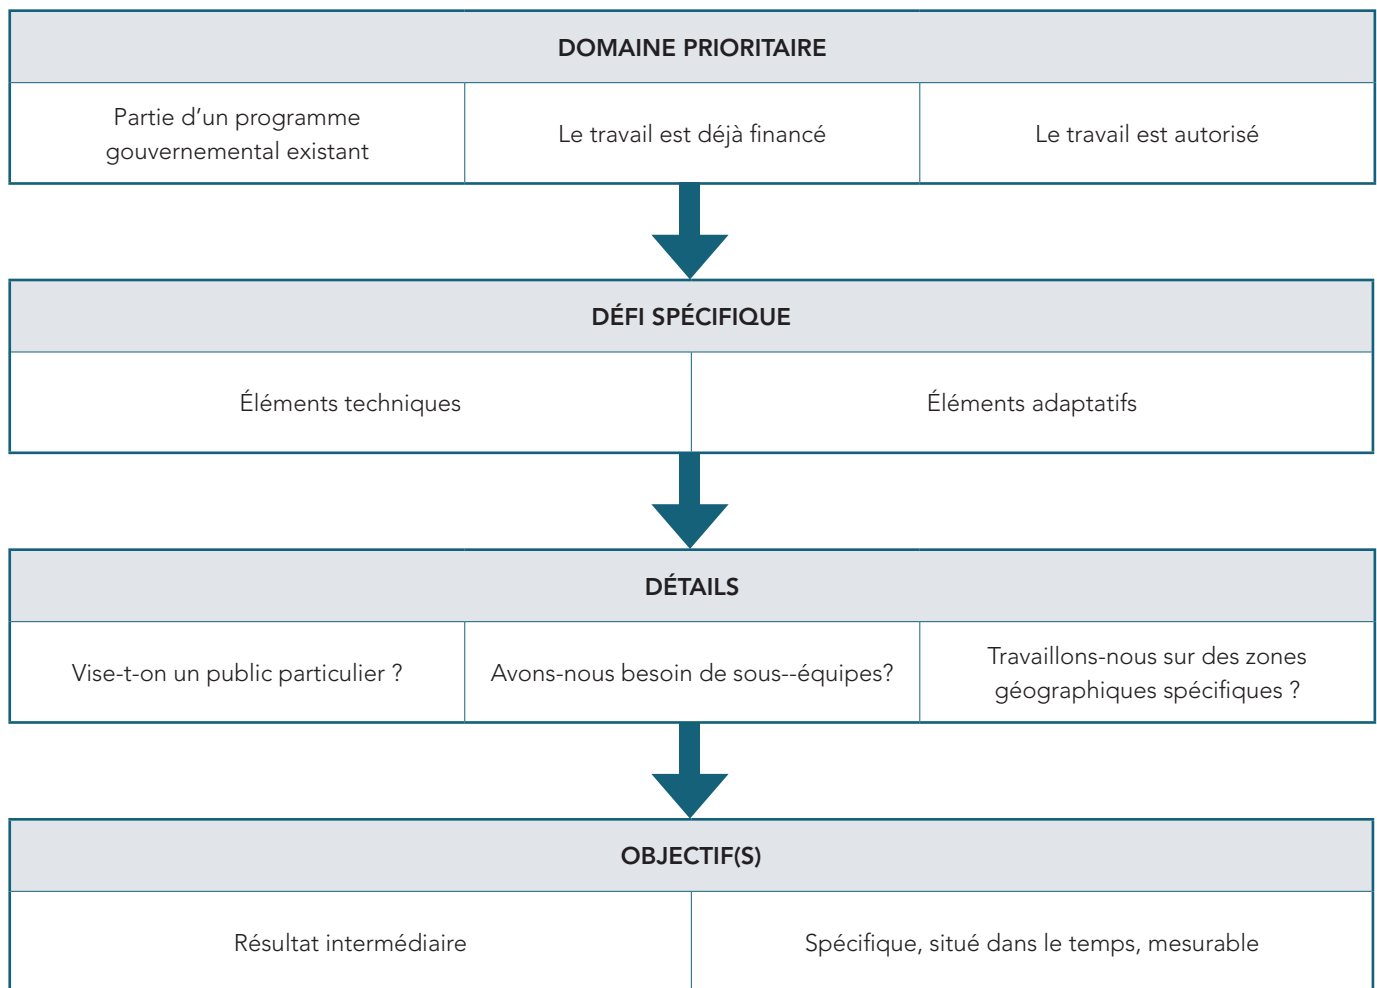 DOMAINE PRIORITAIRE
Partie d’un programme
gouvernemental existant
Le travail est déjà financé
Le travail est autorisé
DÉFI SPÉCIFIQUE
Éléments techniques
Éléments adaptatifs
DÉTAILS
Vise-t-on un public particulier ?
Avons-nous besoin de sous--équipes?
Travaillons-nous sur des zones
géographiques spécifiques ?
OBJECTIF(S)
Résultat intermédiaire
Spécifique, situé dans le temps, mesurable